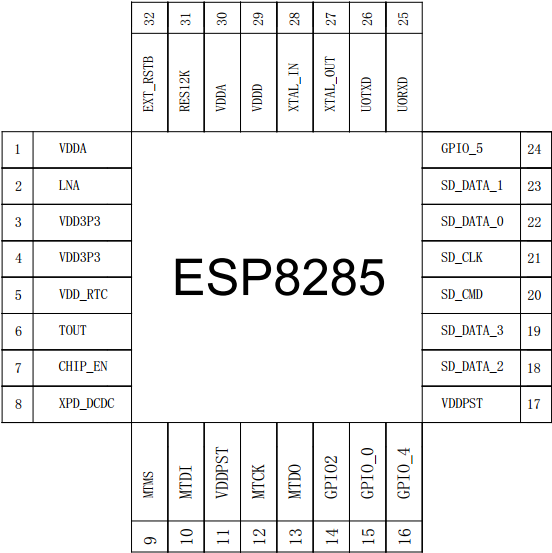 32 31 30 29 28 27 26 25
EXT_RSTB RES12K VDDA VDDD XTAL_IN XTAL_OUT UOTXD UORXD
1 VDDA
2 LNA
3 VDD3P3
4 VDD3P3
5 VDD_RTC
6 TOUT
7 CHIP_EN
8 XPD_DCDC
ESP8285
GPIO_5 24
SD_DATA_1 23
SD_DATA_0 22
SD_CLK 21
SD_CMD 20
SD_DATA_3 19
SD_DATA_2 18
VDDPST 17
MTMS MTDI VDDPST MTCK MTDO GPIO2 GPIO_0 GPIO_4
9 10 11 12 13 14 15 16